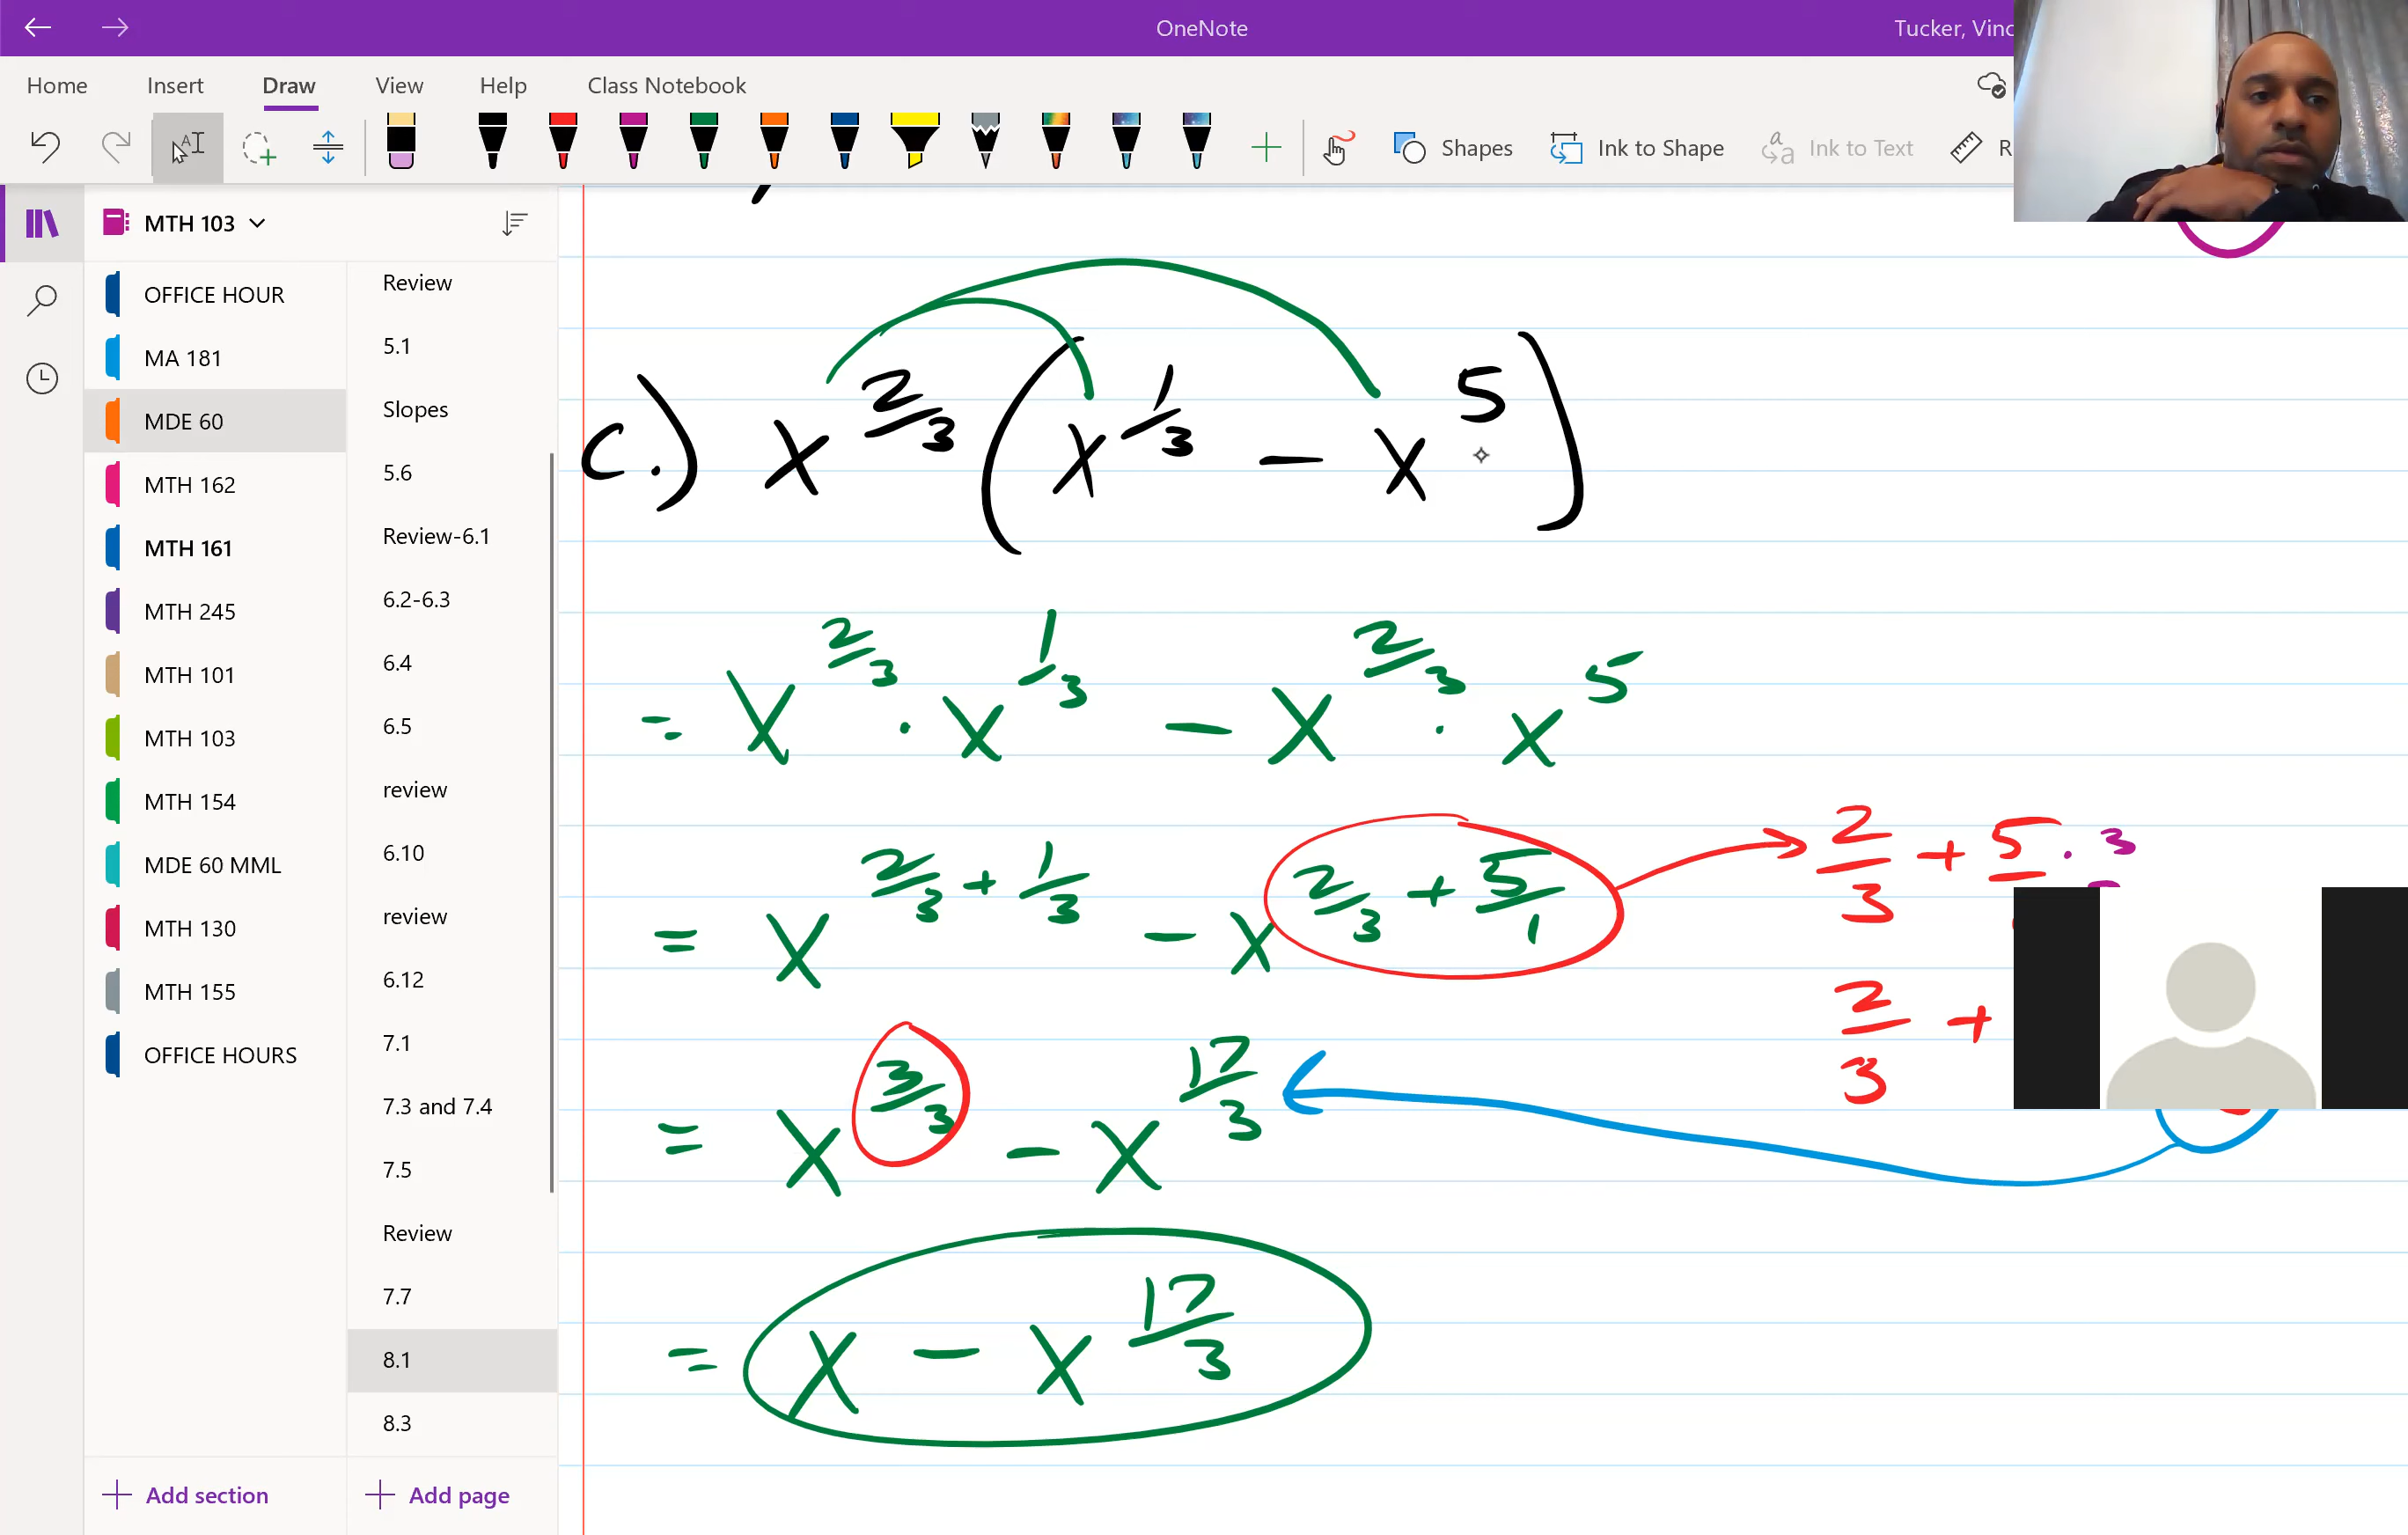 OneNote
Tucker, Vinc
Home Insert Draw View Help Class Notebook
Shapes Ink to Shape Ink to Text R
MTH 103
OFFICE HOUR
MA 181
MDE 60
MTH 162
MTH 161
MTH 245
MTH 101
MTH 103
MTH 154
MDE 60 MML
MTH 130
MTH 155
OFFICE HOURS
Add section
Review
5.1
Slopes
5.6
Review-6.1
6.2-6.3
6.4
6.5
review
6.10
review
6.12
7.1
7.3 and 7.4
7.5
Review
7.7
8.1
8.3
Add page
c.) x^(2/3) (x^(1/3) − x^5)
= x^(2/3) · x^(1/3) − x^(2/3) · x^5
= x^(2/3 + 1/3) − x^(2/3 + 5/1)
2/3 + 5 · 3
2/3 +
= x^(3/3) − x^(17/3)
= x − x^(17/3)